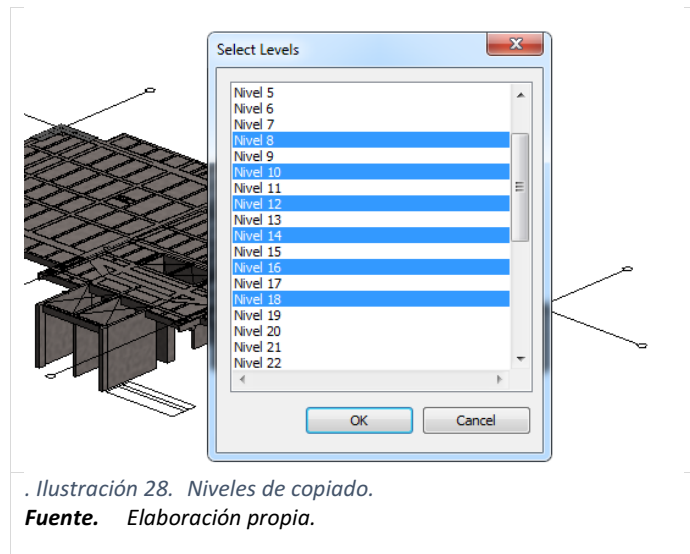 Select Levels
Nivel 5
Nivel 6
Nivel 7
Nivel 8
Nivel 9
Nivel 10
Nivel 11
Nivel 12
Nivel 13
Nivel 14
Nivel 15
Nivel 16
Nivel 17
Nivel 18
Nivel 19
Nivel 20
Nivel 21
Nivel 22
OK Cancel
. Ilustración 28. Niveles de copiado.
Fuente. Elaboración propia.